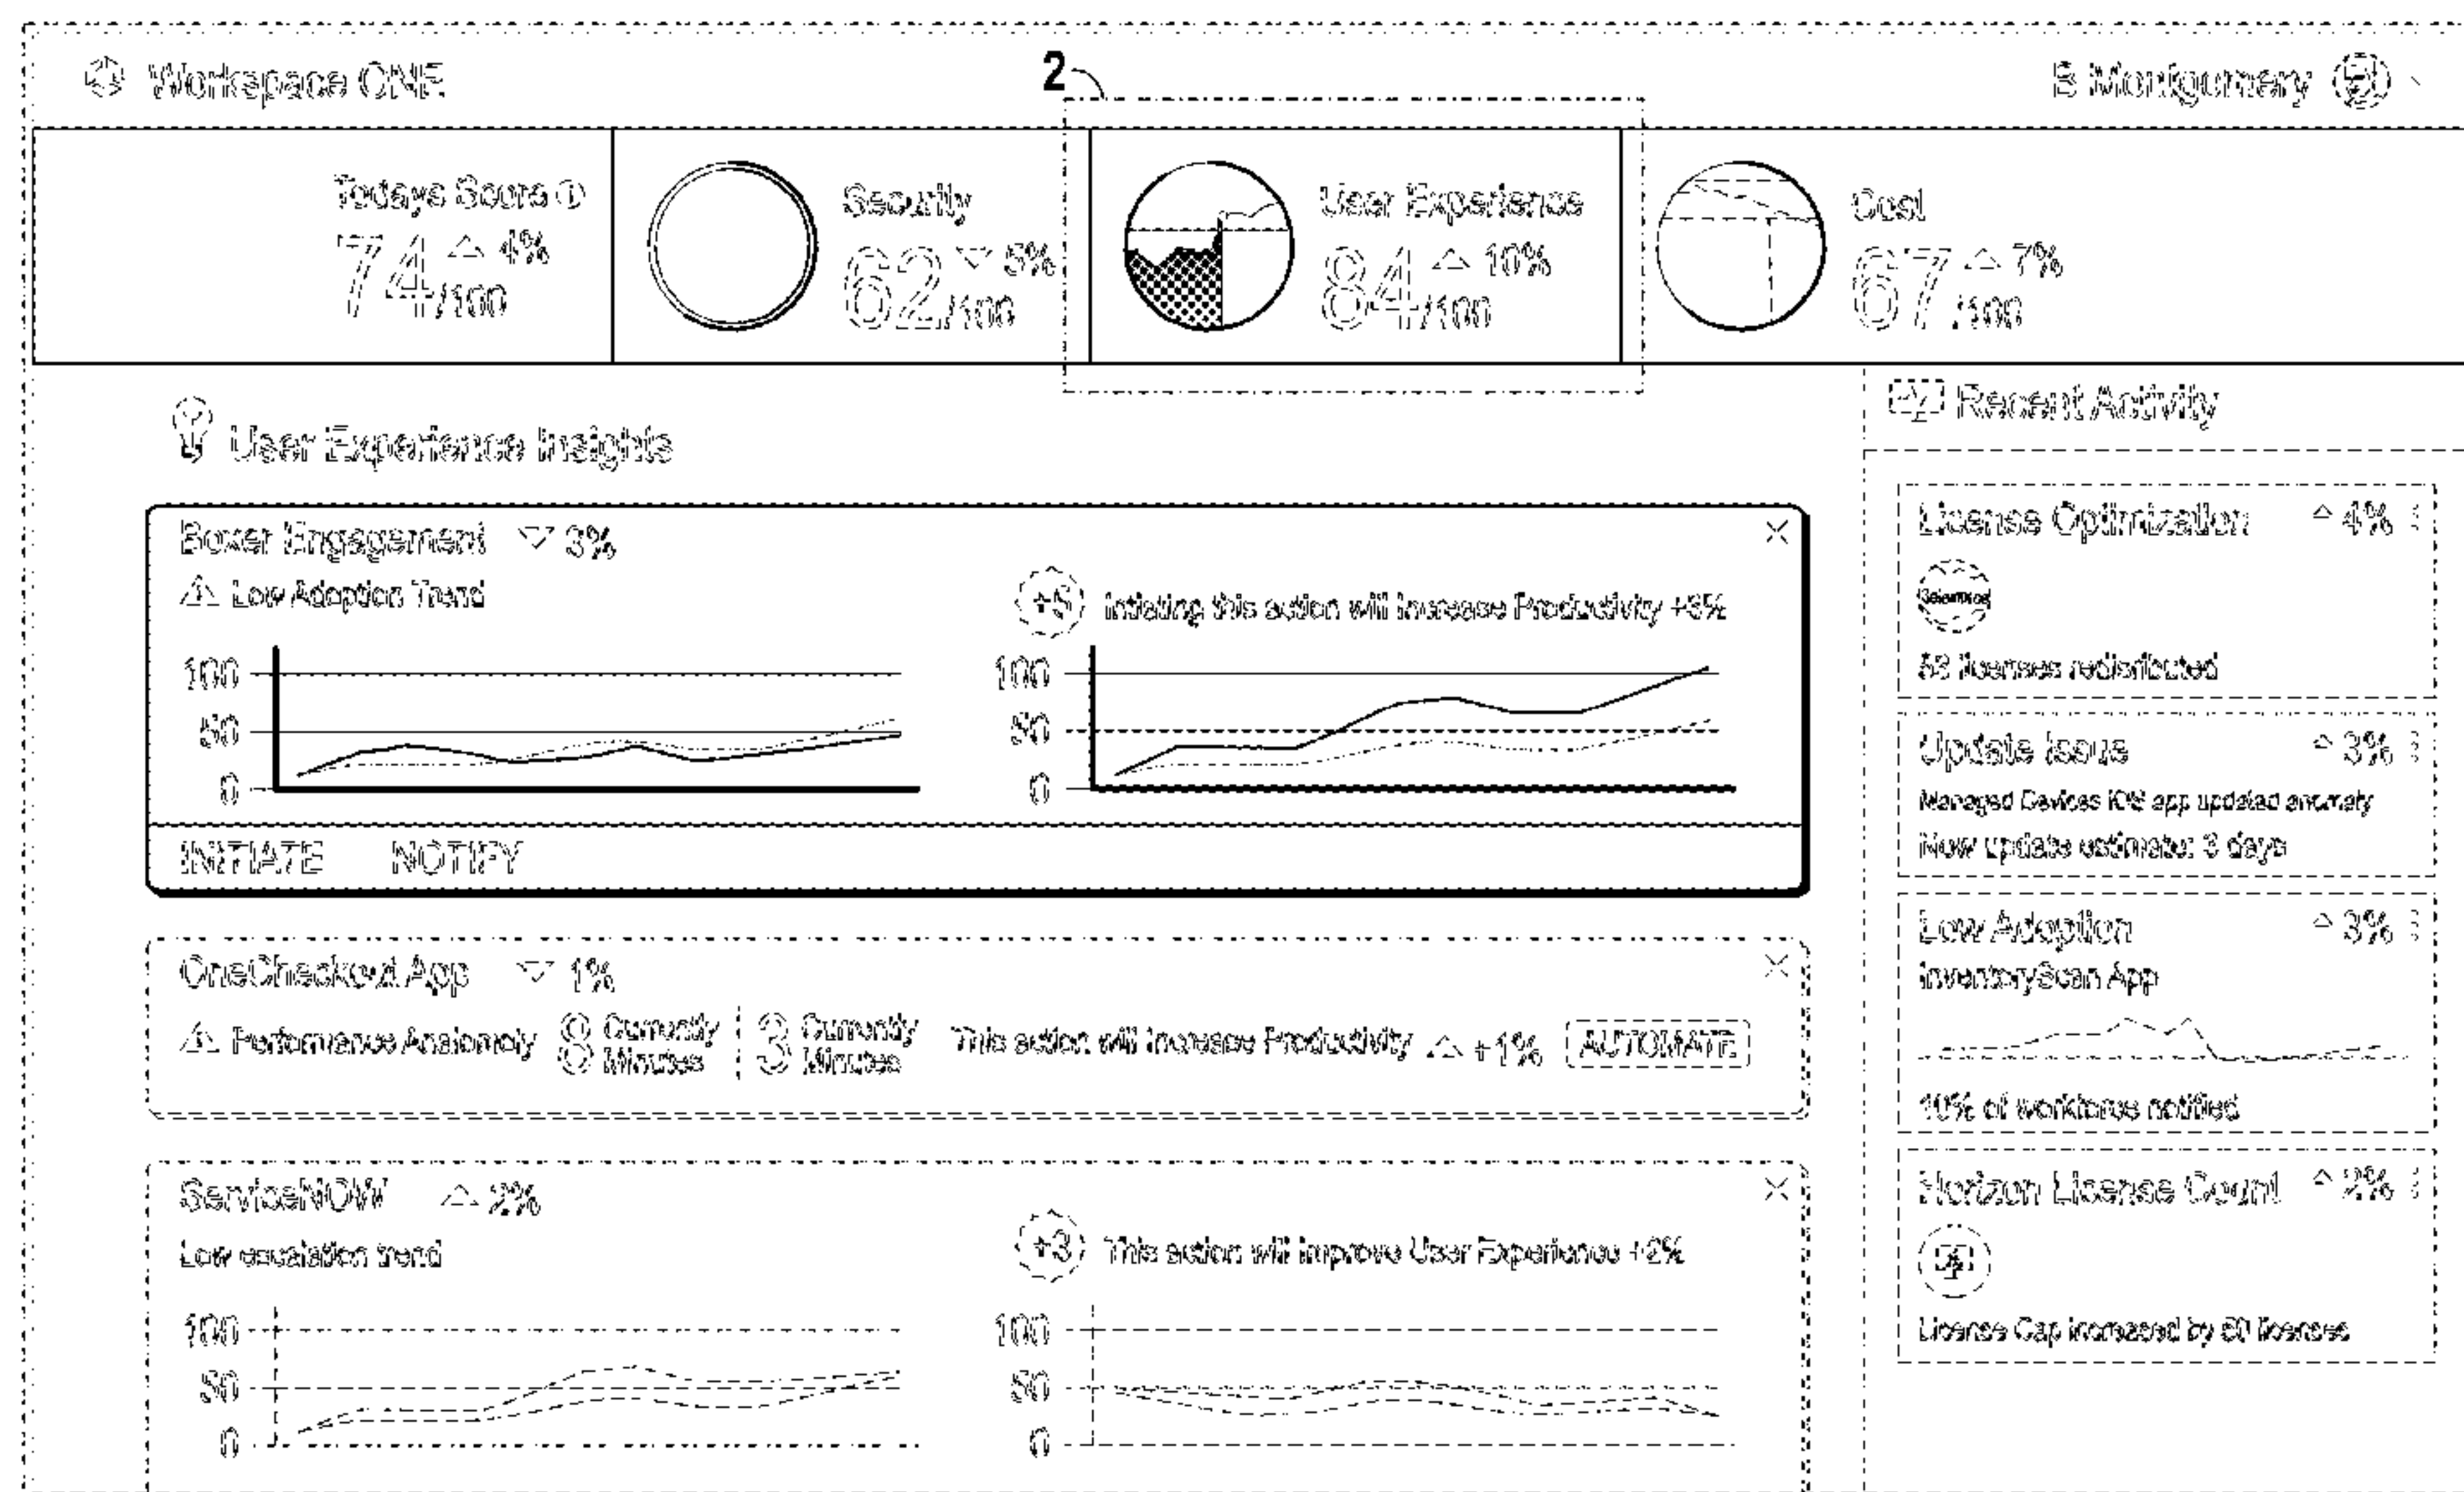 2
Workspace ONE
B Montgomery
Todays Score
74 4%
/100
Security
62 5%
/100
User Experience
84 10%
/100
Cost
67 7%
/100
User Experience Insights
Boxer Engagement 3%
Low Adoption Trend
100
50
0
+5 Intiating this action will increase Productivity
100
50
0
INITIATE NOTIFY
OneCheckout App 1%
Performance
8 Currently Minutes
3 Currently Minutes
This action will increase Productivity +1% AUTOMATE
ServiceNOW 2%
Low escalation trend
100
50
0
+3 This action will improve User Experience +2%
100
50
0
Recent Activity
License Optimization 4%
53 licenses redistributed
Update Issue 3%
Managed Devices iOS app updated anomaly
Now update estimate: 3 days
Low Adoption 3%
InventoryScan App
10% of workforce notified
Horizon License Count 2%
License Cap increased by 50 licenses